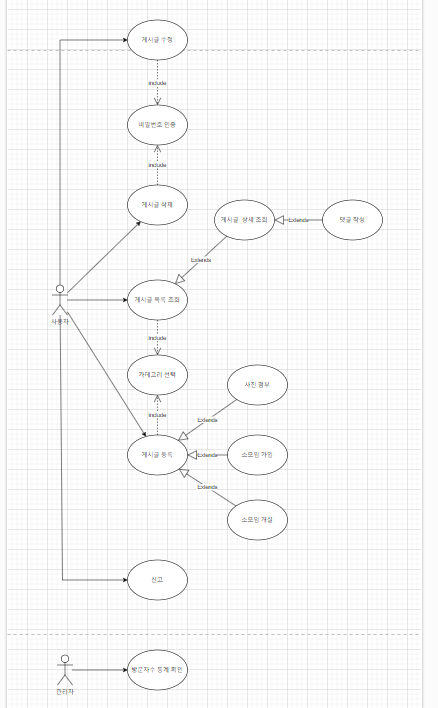 게시글 수정
include
비밀번호 인증
include
게시글 삭제
게시글 상세 조회
Extends
댓글 작성
Extends
사용자
게시글 목록 조회
include
카테고리 선택
include
사진 첨부
Extends
게시글 등록
Extends
소모임 가입
Extends
소모임 개설
신고
관리자
방문자수 통계 확인